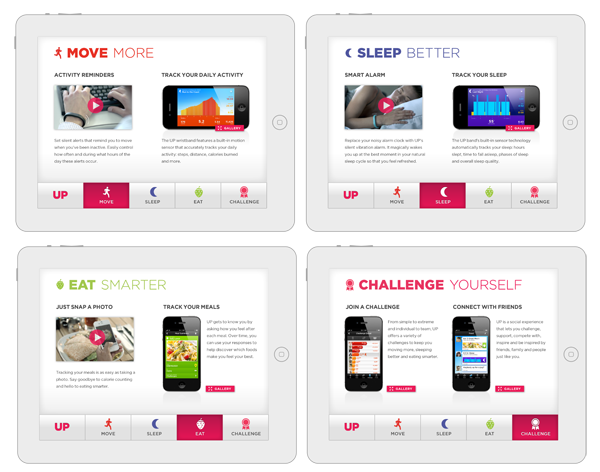 MOVE MORE
ACTIVITY REMINDERS
Set silent alerts that remind you to move
when you've been inactive. Easily control
how often and during what hours of the
day these alerts occur.
TRACK YOUR DAILY ACTIVITY
GALLERY
The UP wristband features a built-in motion
sensor that accurately tracks your daily
activity, steps, distance, calories burned
and more.
UP
MOVE
SLEEP
EAT
CHALLENGE
SLEEP BETTER
SMART ALARM
Replace your noisy alarm clock with UP's
silent vibration alarm. It magically wakes
you up at the best moment in your natural
sleep cycle so that you feel refreshed.
TRACK YOUR SLEEP
GALLERY
The UP band's built-in sensor technology
automatically tracks your sleep: hours
slept, time to fall asleep, phases of sleep
and overall sleep quality.
UP
MOVE
SLEEP
EAT
CHALLENGE
EAT SMARTER
JUST SNAP A PHOTO
Tracking your meals is as easy as taking a
photo. Say goodbye to calorie counting
and hello to eating smarter.
TRACK YOUR MEALS
UP gets to know you by
asking how you feel after
each meal. Over time, you
can use your responses to
help discover which foods
make you feel your best.
GALLERY
UP
MOVE
SLEEP
EAT
CHALLENGE
CHALLENGE YOURSELF
JOIN A CHALLENGE
From simple to extreme
and individual to team, UP
offers a variety of
challenges to keep you
moving more, sleeping
better and eating smarter.
GALLERY
CONNECT WITH FRIENDS
UP is a social experience
that lets you challenge,
support, compete with,
inspire and be inspired by
friends, family and people
just like you.
GALLERY
UP
MOVE
SLEEP
EAT
CHALLENGE